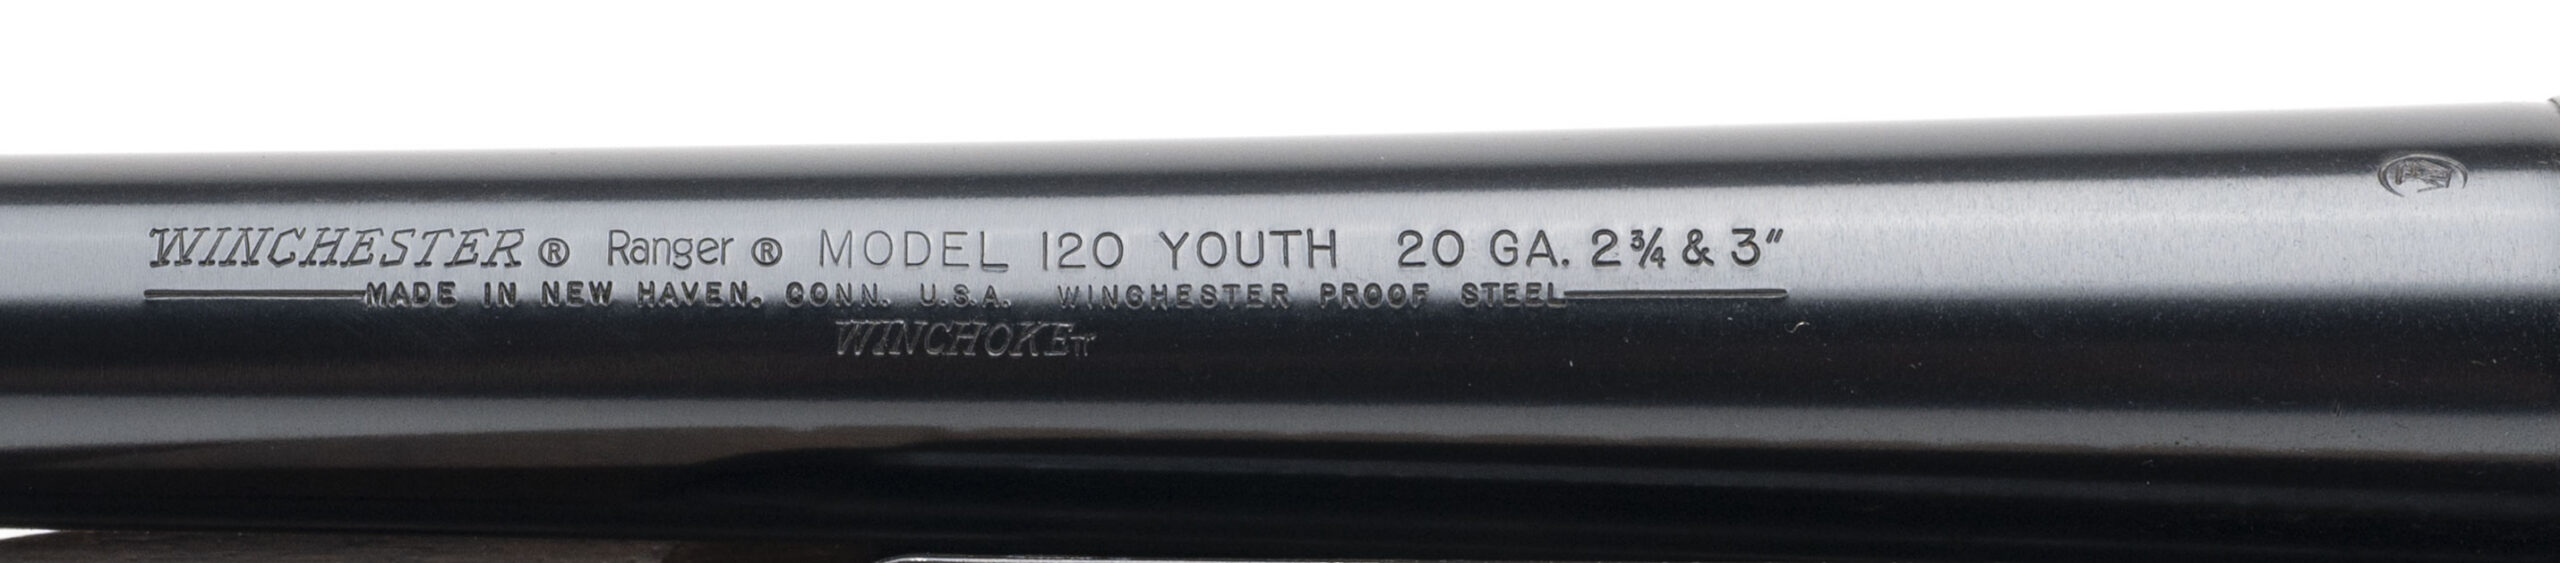 WINCHESTER ® Ranger ® MODEL 120 YOUTH 20 GA. 2¾ & 3"
MADE IN NEW HAVEN, CONN. U.S.A. WINCHESTER PROOF STEEL
WINCHOKE